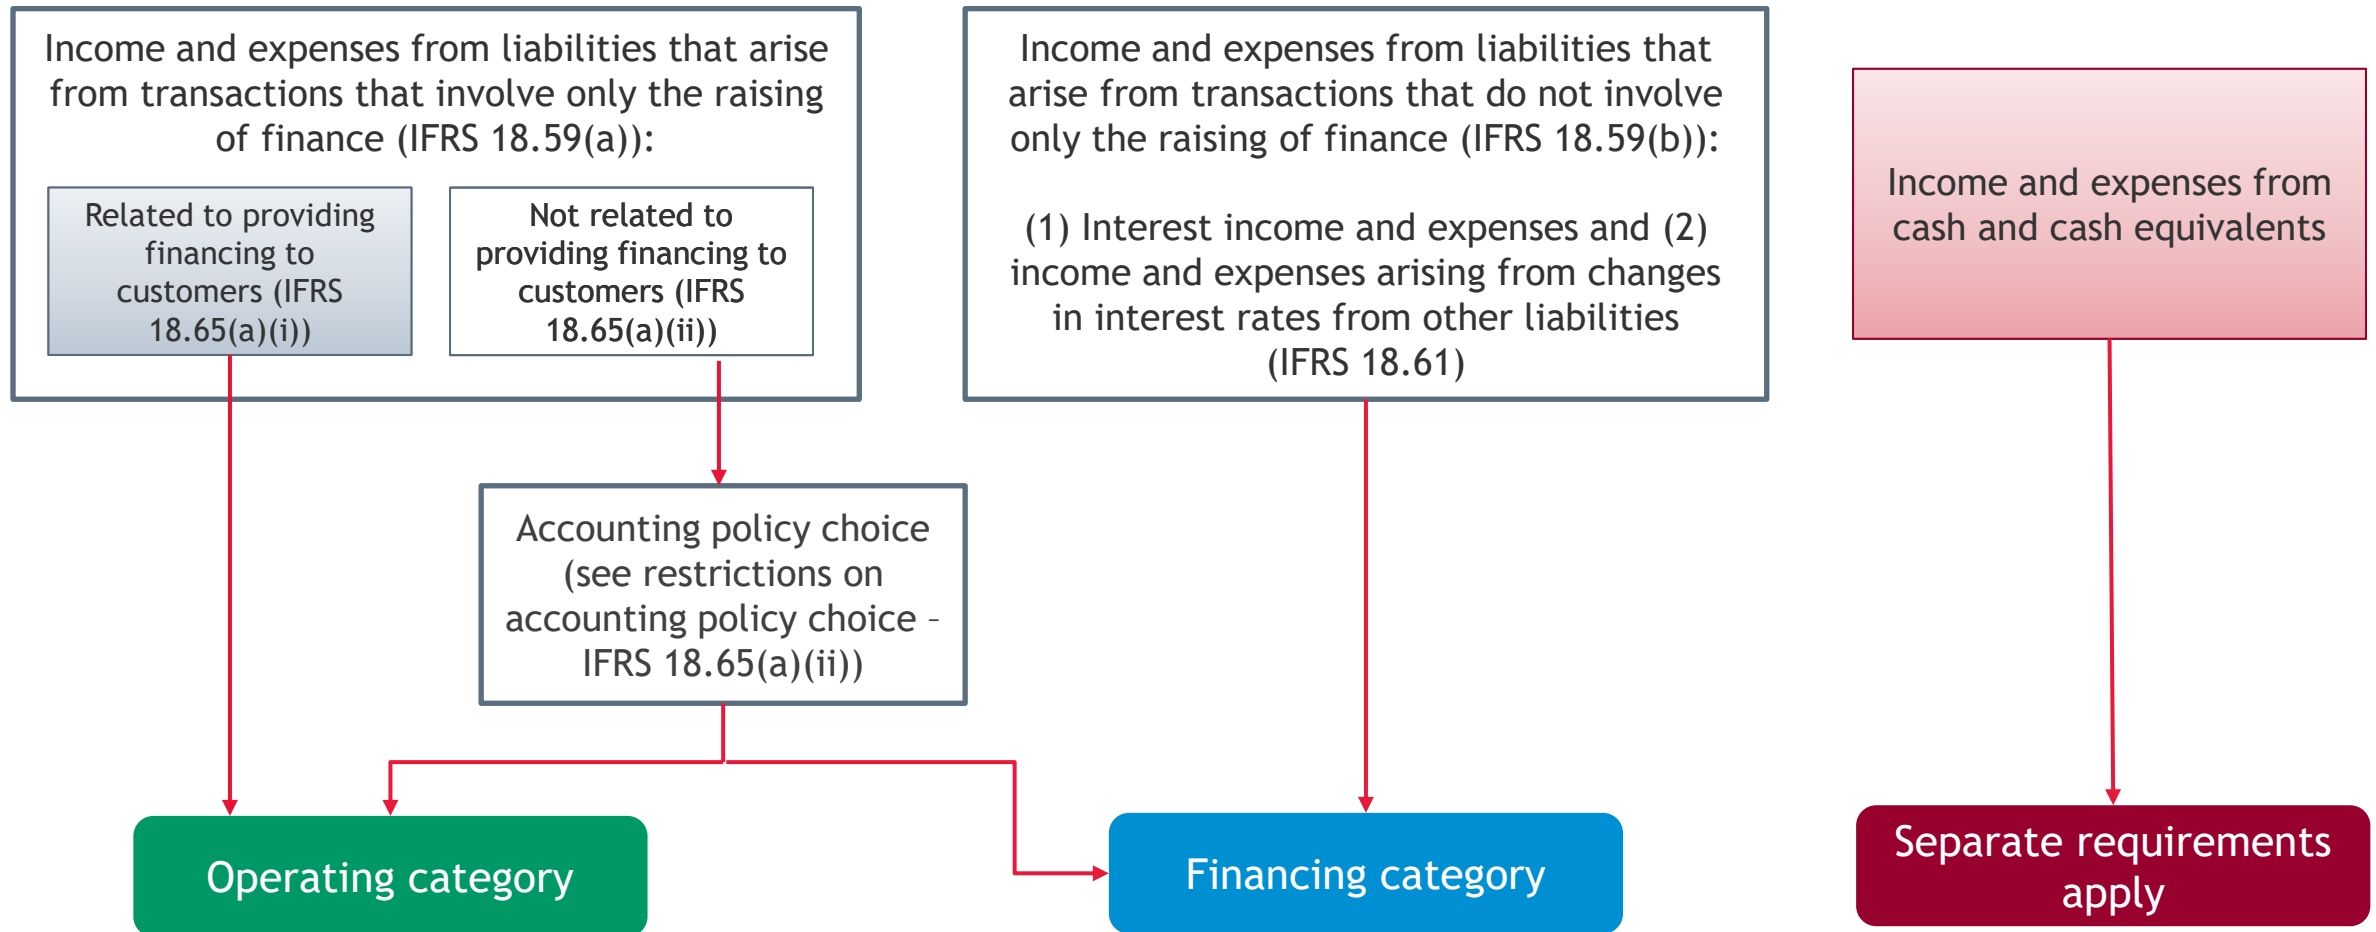 Income and expenses from liabilities that arise
from transactions that involve only the raising
of finance (IFRS 18.59(a)):
Related to providing
financing to
customers (IFRS
18.65(a)(i))
Not related to
providing financing to
customers (IFRS
18.65(a)(ii))
Income and expenses from liabilities that
arise from transactions that do not involve
only the raising of finance (IFRS 18.59(b)):
(1) Interest income and expenses and (2)
income and expenses arising from changes
in interest rates from other liabilities
(IFRS 18.61)
Income and expenses from
cash and cash equivalents
Accounting policy choice
(see restrictions on
accounting policy choice –
IFRS 18.65(a)(ii))
Operating category
Financing category
Separate requirements
apply